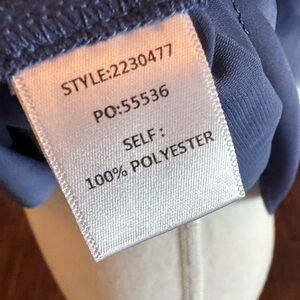 STYLE:2230477
PO:55536
SELF :
100% POLYESTER